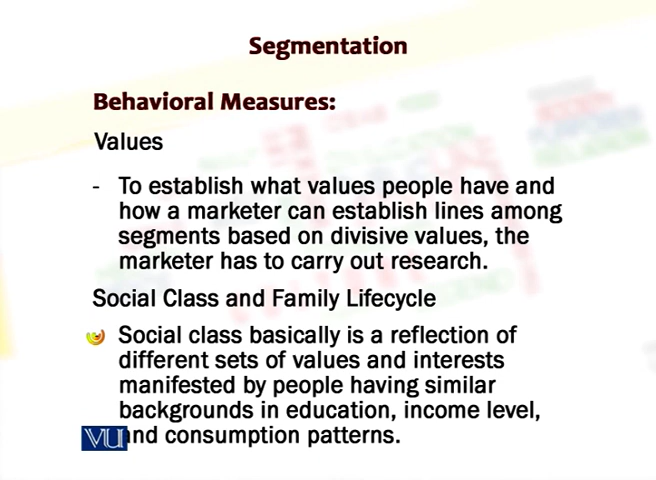 Segmentation
Behavioral Measures:
Values
- To establish what values people have and
how a marketer can establish lines among
segments based on divisive values, the
marketer has to carry out research.
Social Class and Family Lifecycle
Social class basically is a reflection of
different sets of values and interests
manifested by people having similar
backgrounds in education, income level,
VU nd consumption patterns.